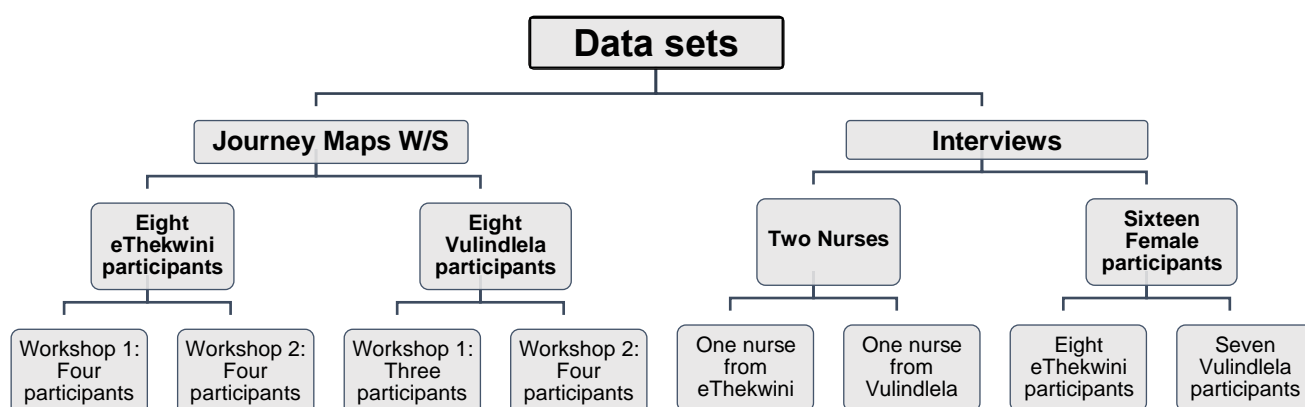 Data sets
Journey Maps W/S
Interviews
Eight
eThekwini
participants
Eight
Vulindlela
participants
Two Nurses
Sixteen
Female
participants
Workshop 1:
Four
participants
Workshop 2:
Four
participants
Workshop 1:
Three
participants
Workshop 2:
Four
participants
One nurse
from
eThekwini
One nurse
from
Vulindlela
Eight
eThekwini
participants
Seven
Vulindlela
participants